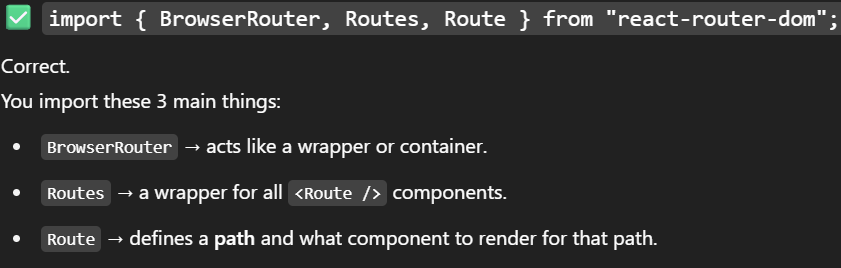 ✅ import { BrowserRouter, Routes, Route } from "react-router-dom";
Correct.
You import these 3 main things:
• BrowserRouter → acts like a wrapper or container.
• Routes → a wrapper for all <Route /> components.
• Route → defines a path and what component to render for that path.